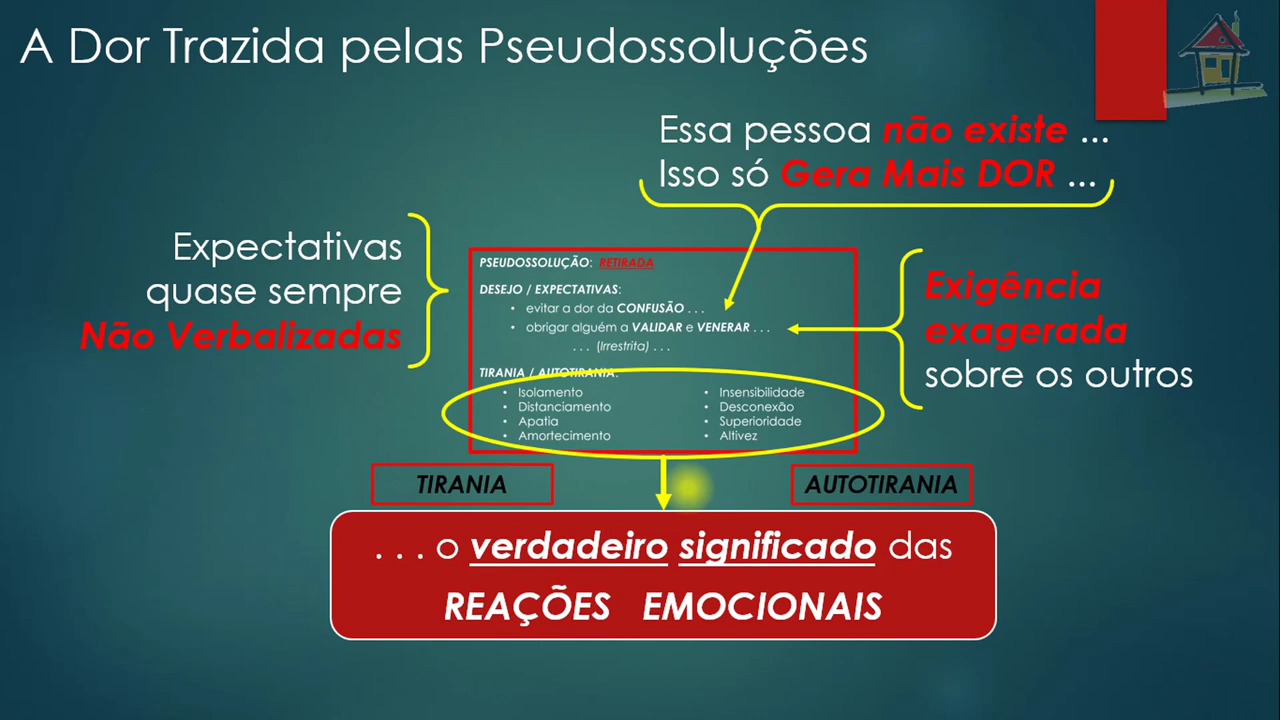 A Dor Trazida pelas Pseudossoluções
Essa pessoa não existe ...
Isso só Gera Mais DOR ...
Expectativas
quase sempre
Não Verbalizadas
PSEUDOSSOLUÇÃO: RETIRADA
DESEJO / EXPECTATIVAS:
• evitar a dor da CONFUSÃO . . .
• obrigar alguém a VALIDAR e VENERAR . . .
. . . (Irrestrita) . . .
TIRANIA / AUTOTIRANIA:
• Isolamento
• Distanciamento
• Apatia
• Amortecimento
• Insensibilidade
• Desconexão
• Superioridade
• Altivez
Exigência
exagerada
sobre os outros
TIRANIA
AUTOTIRANIA
. . . o verdadeiro significado das
REAÇÕES EMOCIONAIS